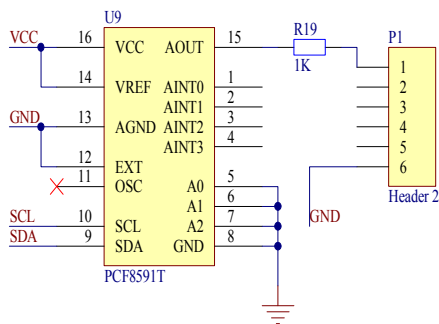 U9
VCC 16 VCC AOUT 15 R19 1K P1
14 VREF AINT0 1
AINT1 2
GND 13 AGND AINT2 3
AINT3 4
12 EXT
11 OSC A0 5
A1 6
SCL 10 SCL A2 7
SDA 9 SDA GND 8
PCF8591T
1
2
3
4
5
6
GND
Header 2